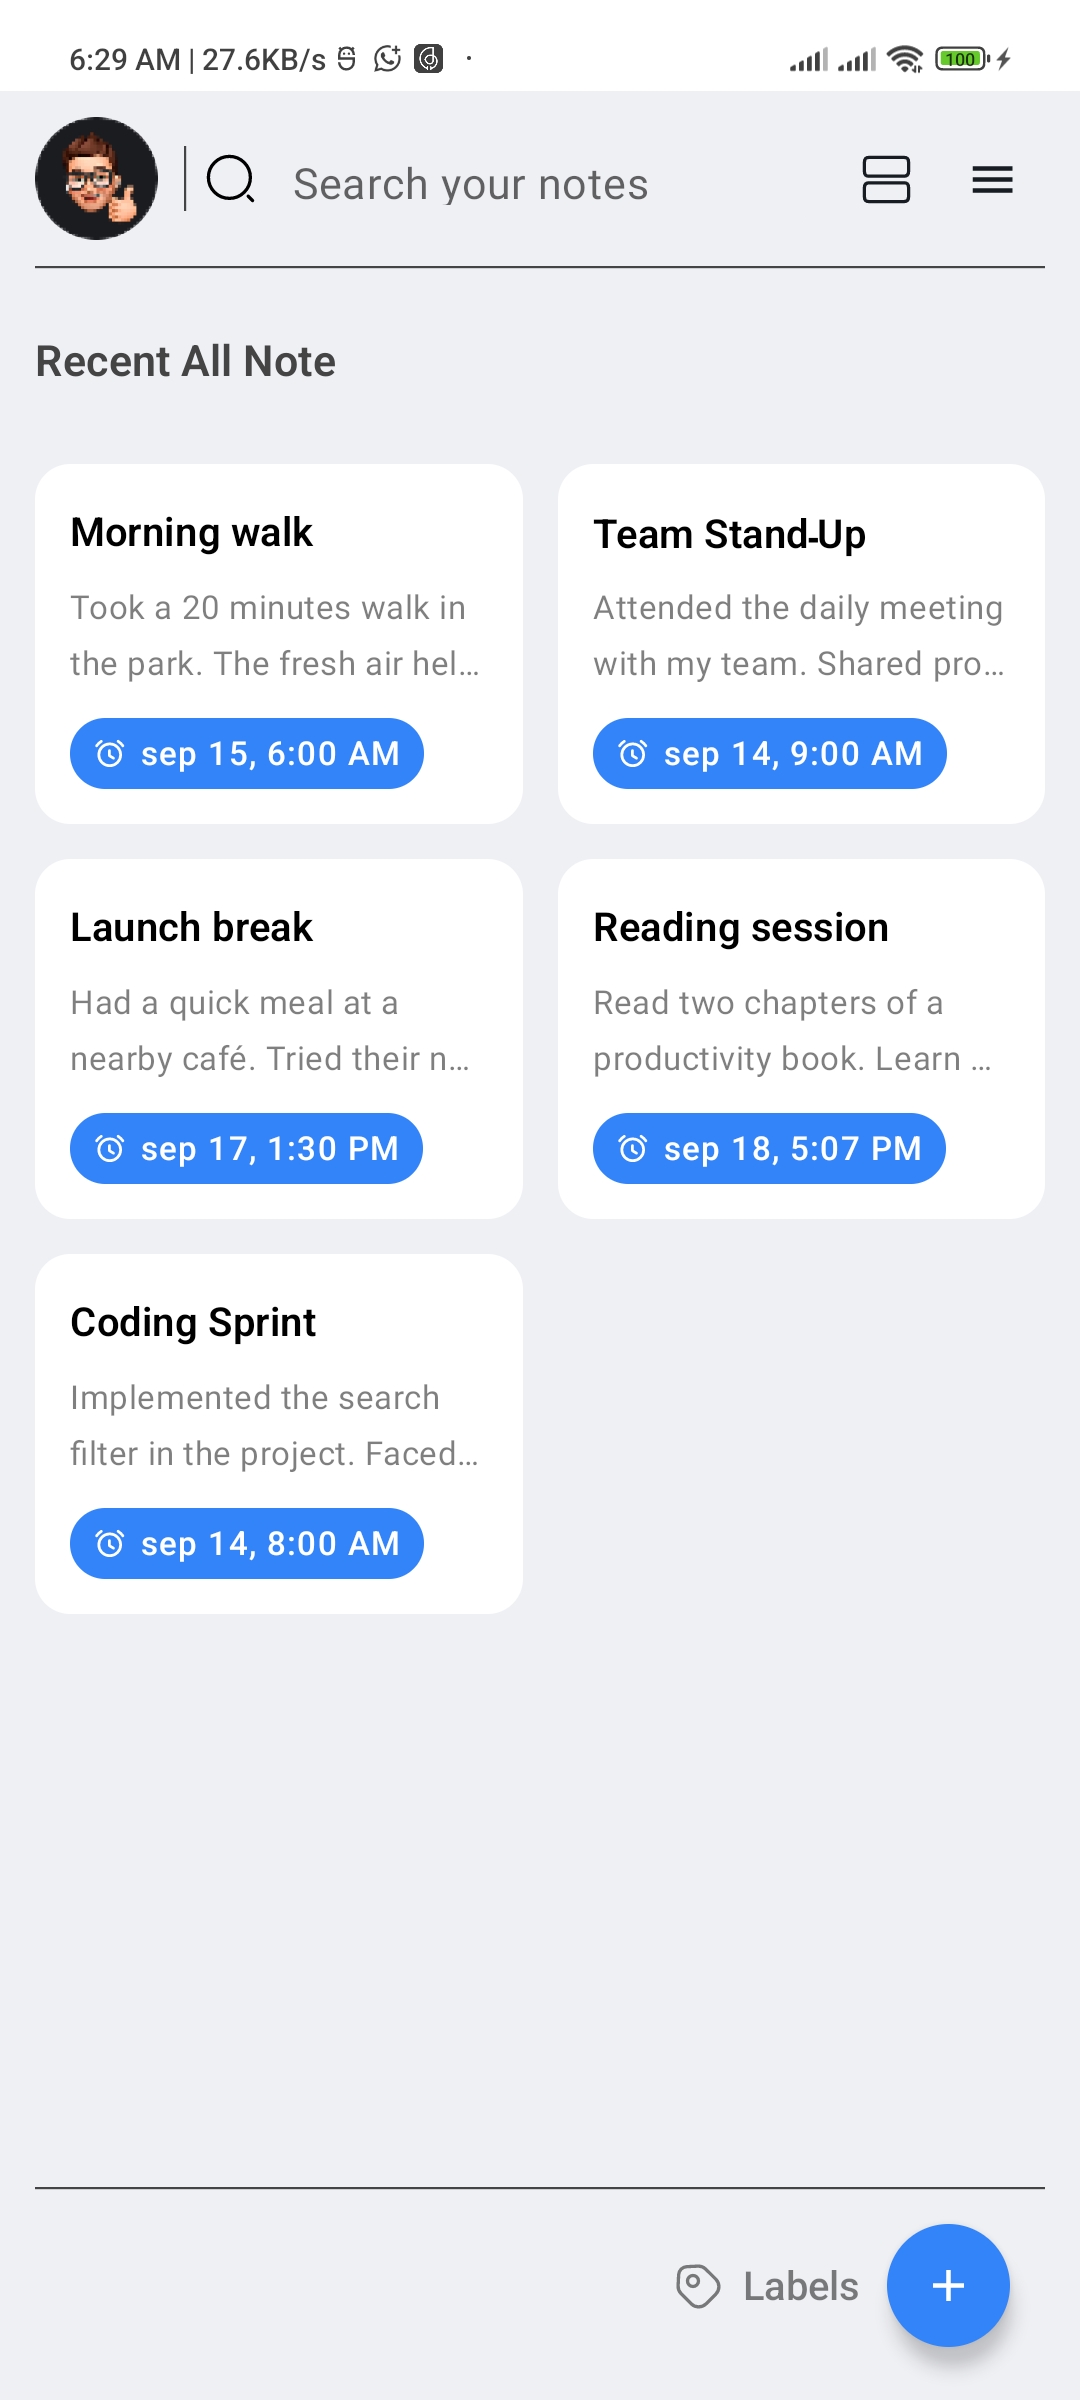 6:29 AM | 27.6KB/s
100
Search your notes
Recent All Note
Morning walk
Took a 20 minutes walk in
the park. The fresh air hel...
sep 15, 6:00 AM
Team Stand-Up
Attended the daily meeting
with my team. Shared pro...
sep 14, 9:00 AM
Launch break
Had a quick meal at a
nearby café. Tried their n...
sep 17, 1:30 PM
Reading session
Read two chapters of a
productivity book. Learn ...
sep 18, 5:07 PM
Coding Sprint
Implemented the search
filter in the project. Faced...
sep 14, 8:00 AM
Labels